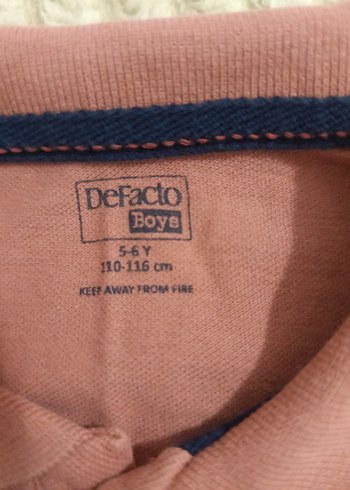 DeFacto
Boys
5-6 Y
110-116 cm
KEEP AWAY FROM FIRE